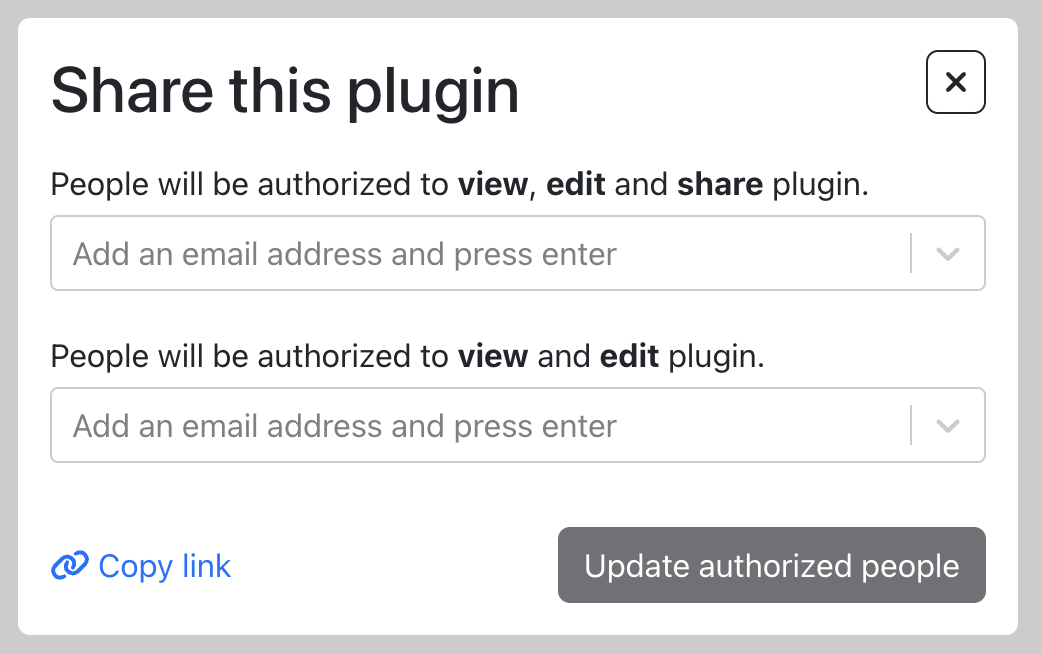 Share this plugin
People will be authorized to view, edit and share plugin.
Add an email address and press enter
People will be authorized to view and edit plugin.
Add an email address and press enter
Copy link
Update authorized people